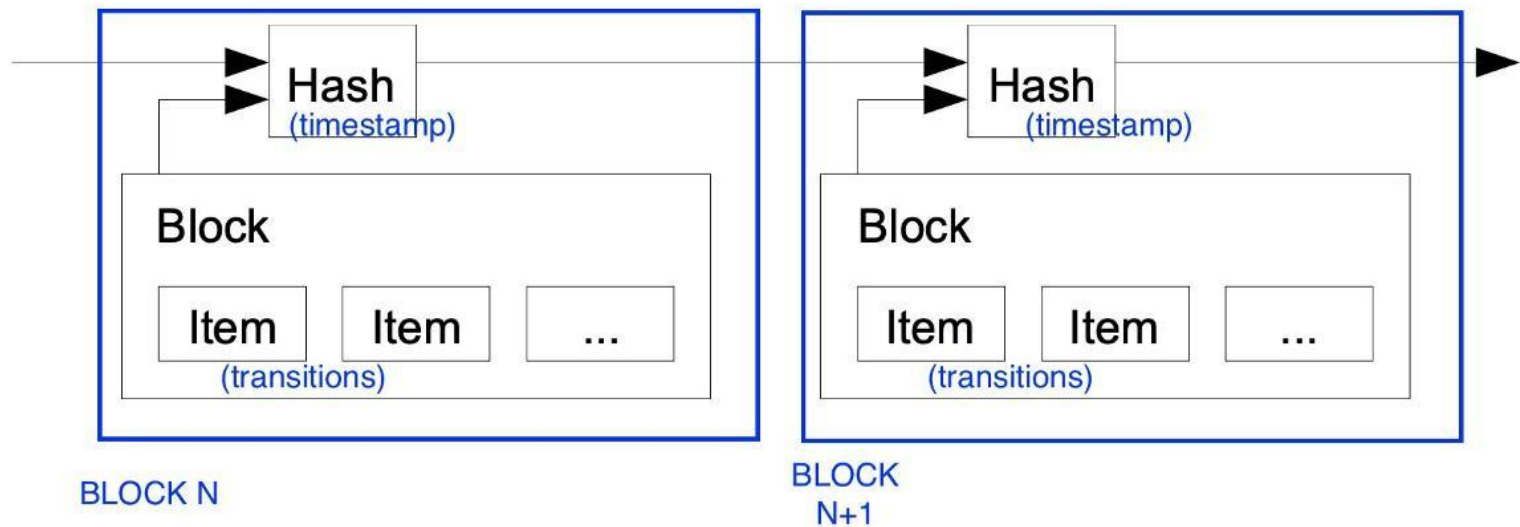 Hash
(timestamp)
Block
Item Item ...
(transitions)
BLOCK N
Hash
(timestamp)
Block
Item Item ...
(transitions)
BLOCK
N+1